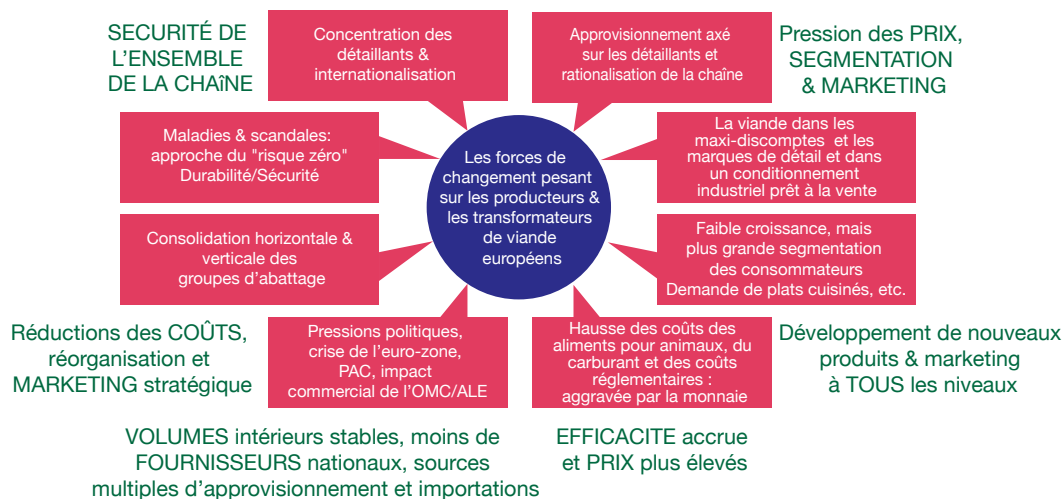 SECURITÉ DE
L'ENSEMBLE
DE LA CHAîNE
Concentration des
détaillants &
internationalisation
Approvisionnement axé
sur les détaillants et
rationalisation de la chaîne
Pression des PRIX,
SEGMENTATION
& MARKETING
Maladies & scandales:
approche du "risque zéro"
Durabilité/Sécurité
Les forces de
changement pesant
sur les producteurs &
les transformateurs
de viande
européens
La viande dans les
maxi-discomptes et les
marques de détail et dans
un conditionnement
industriel prêt à la vente
Consolidation horizontale &
verticale des
groupes d'abattage
Faible croissance, mais
plus grande segmentation
des consommateurs
Demande de plats cuisinés, etc.
Réductions des COÛTS,
réorganisation et
MARKETING stratégique
Pressions politiques,
crise de l'euro-zone,
PAC, impact
commercial de l'OMC/ALE
Hausse des coûts des
aliments pour animaux, du
carburant et des coûts
réglementaires :
aggravée par la monnaie
Développement de nouveaux
produits & marketing
à TOUS les niveaux
VOLUMES intérieurs stables, moins de
FOURNISSEURS nationaux, sources
multiples d'approvisionnement et importations
EFFICACITE accrue
et PRIX plus élevés